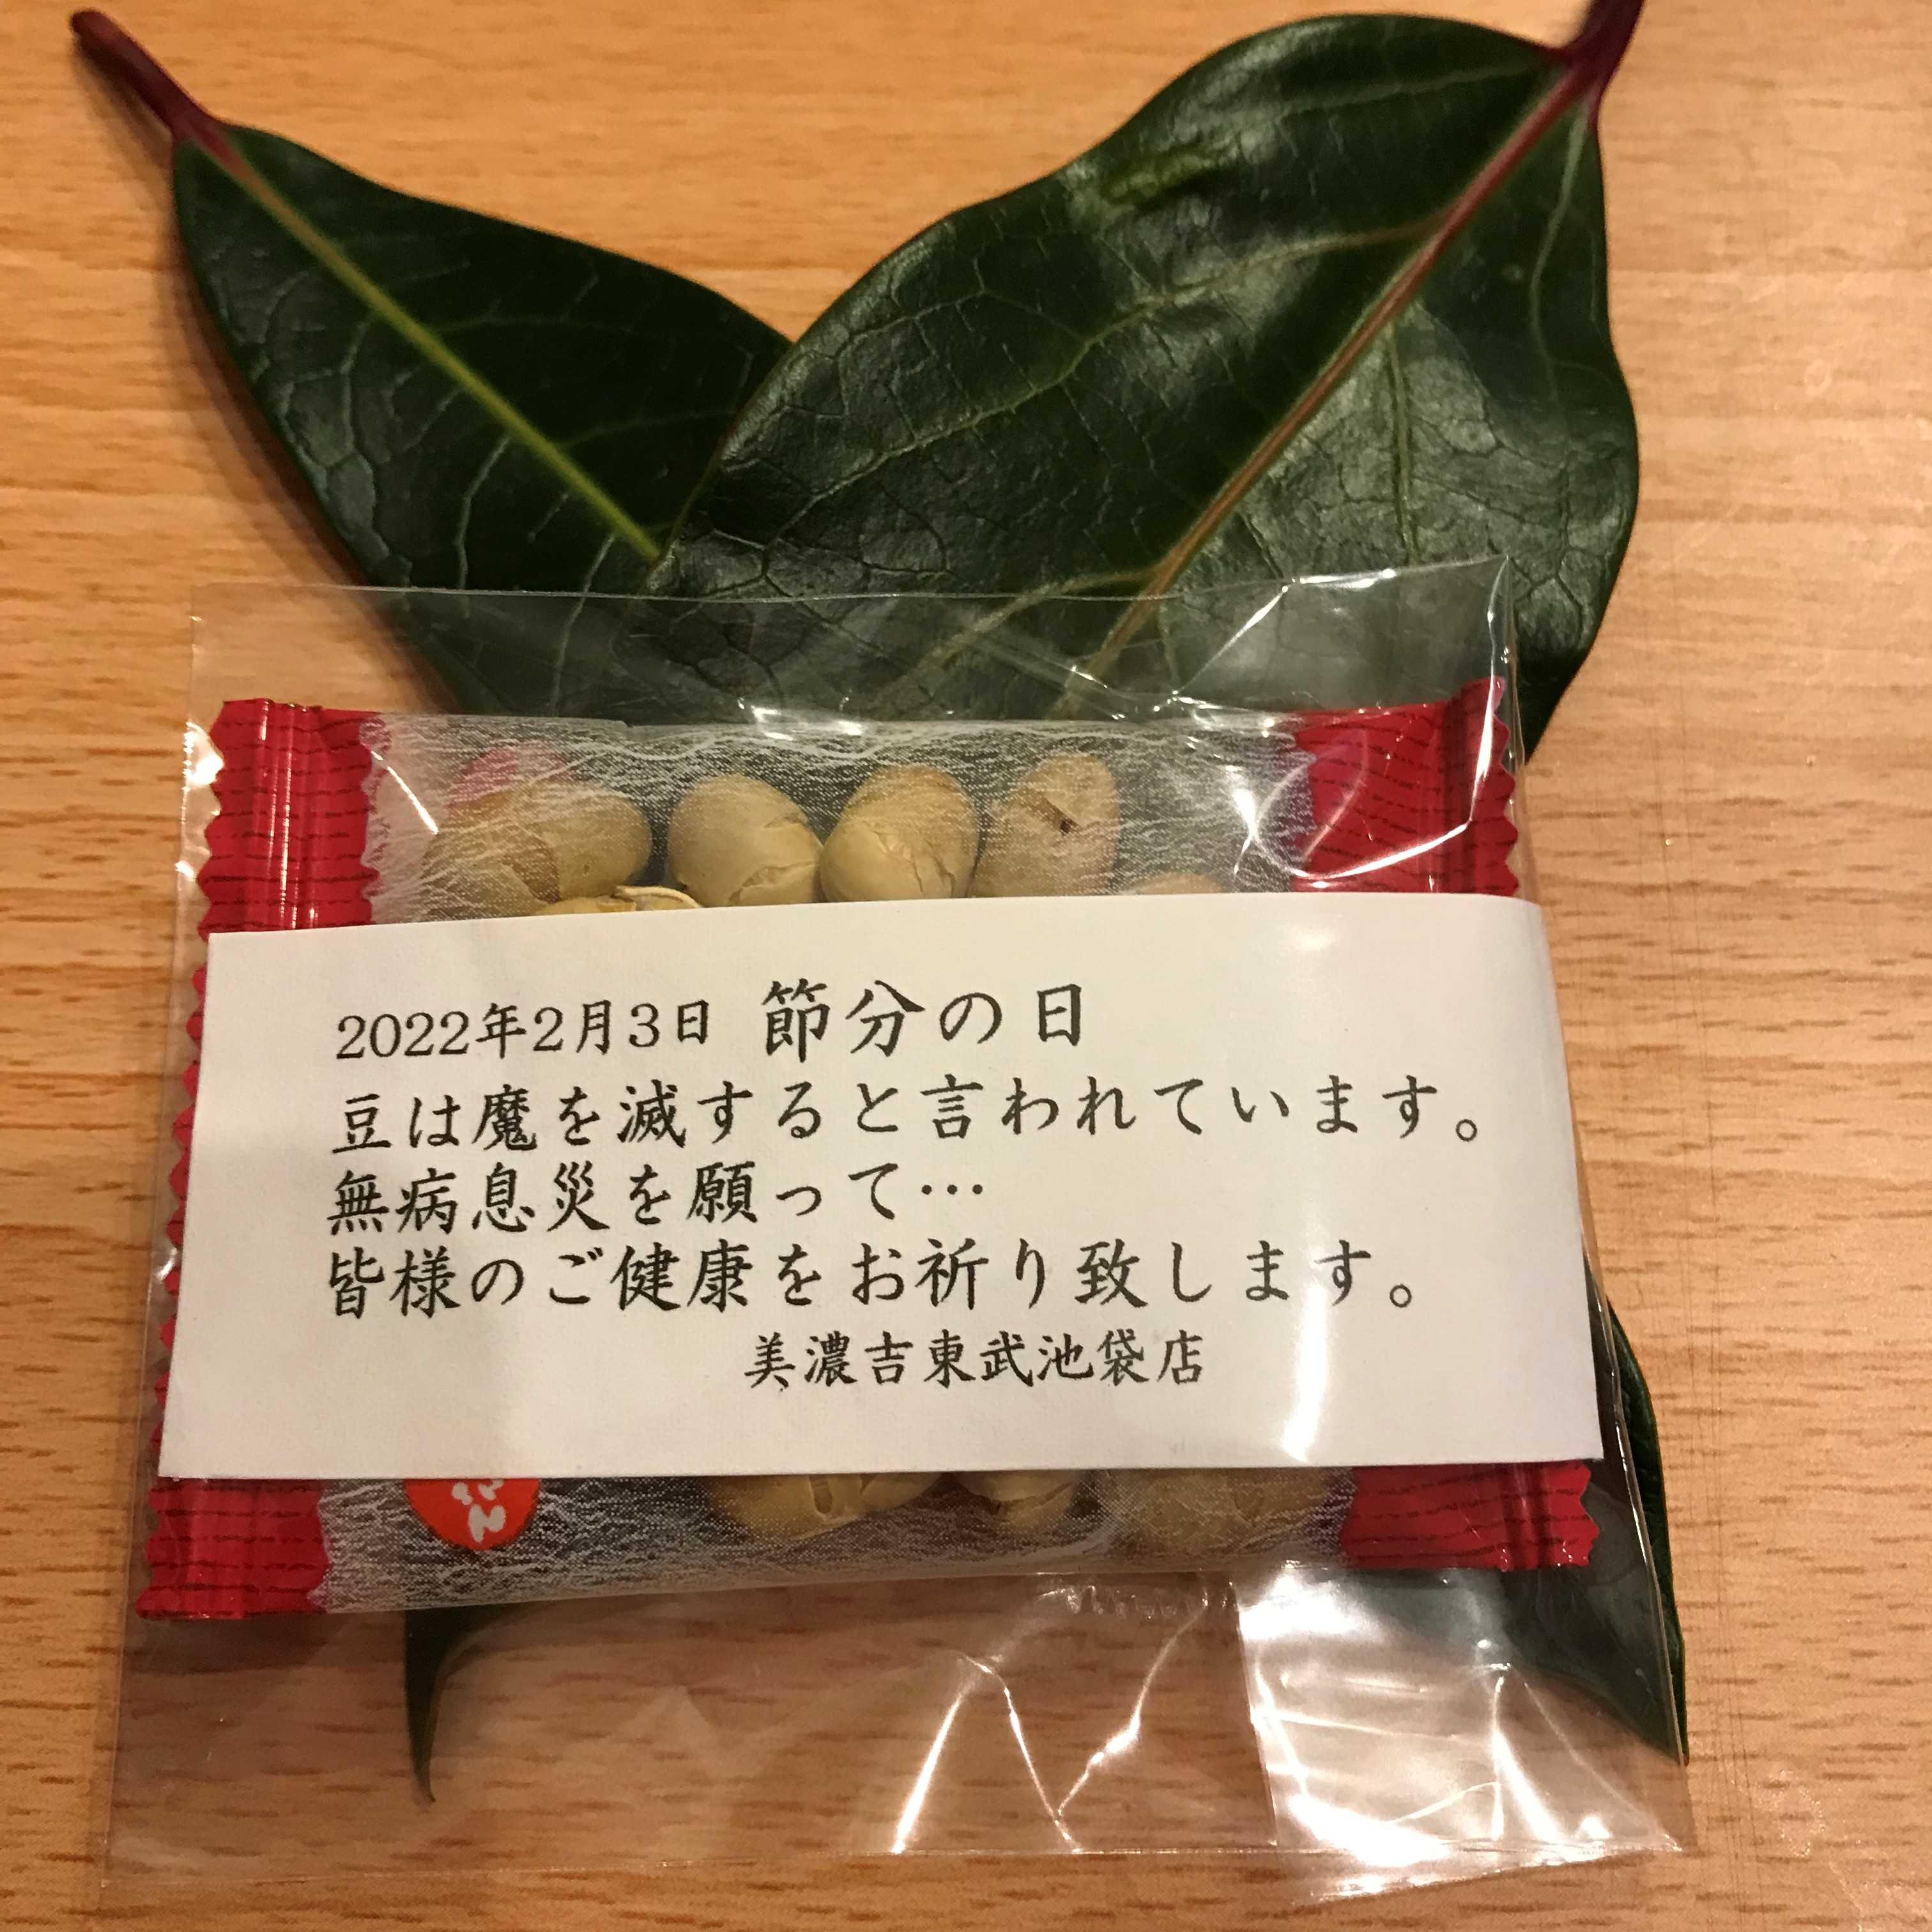 2022年2月3日 節分の日
豆は魔を滅すると言われています。
無病息災を願って…
皆様のご健康をお祈り致します。
美濃吉東武池袋店